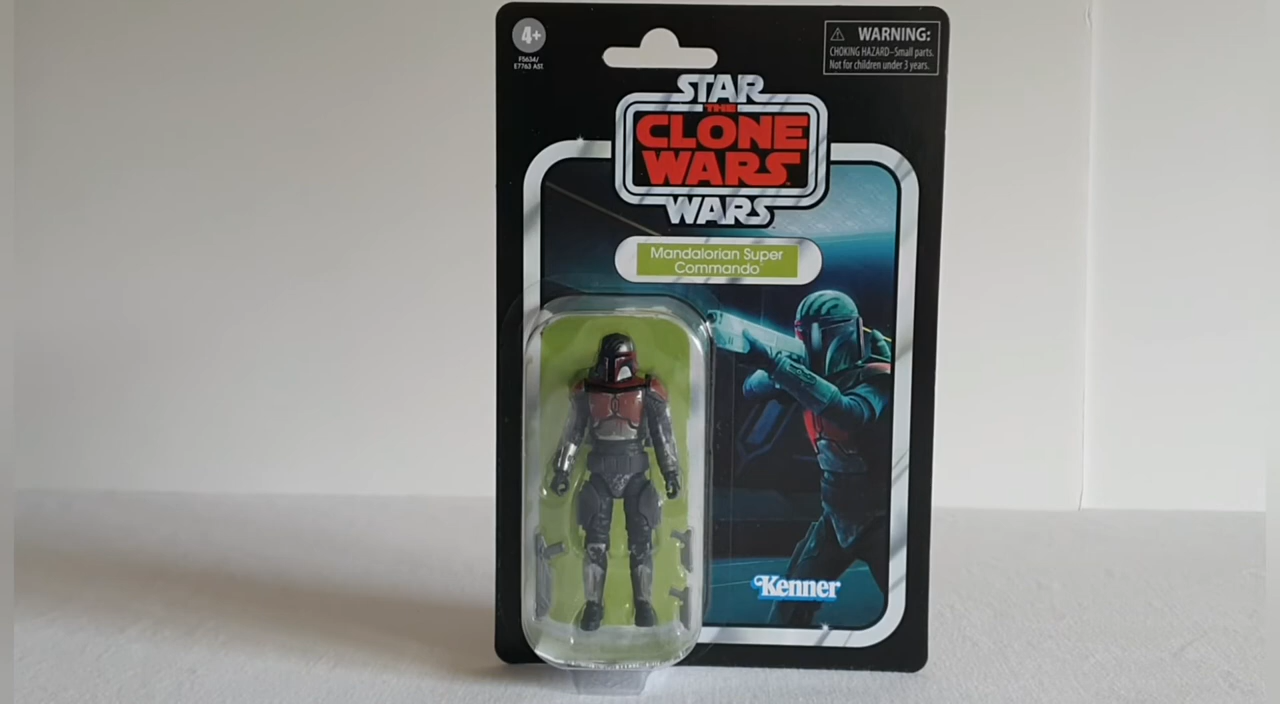 4+
F5634/
E7763 AST.
WARNING:
CHOKING HAZARD–Small parts.
Not for children under 3 years.
STAR
THE
CLONE
WARS
WARS
Mandalorian Super
Commando
Kenner